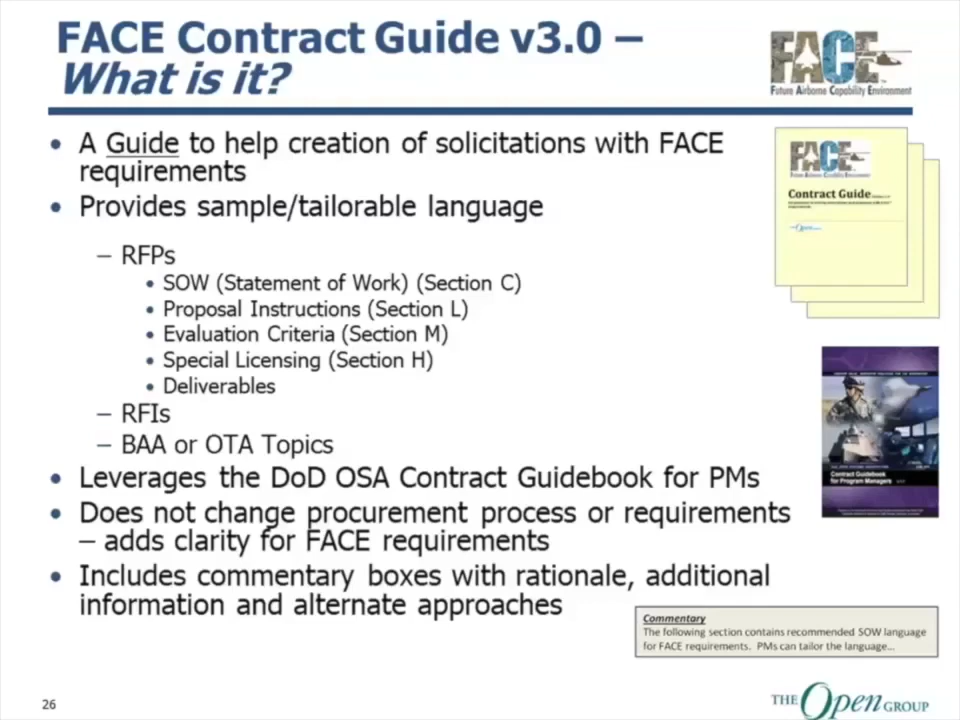 FACE Contract Guide v3.0 –
What is it?
FACE
Future Airborne Capability Environment
• A Guide to help creation of solicitations with FACE
requirements
• Provides sample/tailorable language
– RFPs
• SOW (Statement of Work) (Section C)
• Proposal Instructions (Section L)
• Evaluation Criteria (Section M)
• Special Licensing (Section H)
• Deliverables
– RFIs
– BAA or OTA Topics
• Leverages the DoD OSA Contract Guidebook for PMs
• Does not change procurement process or requirements
– adds clarity for FACE requirements
• Includes commentary boxes with rationale, additional
information and alternate approaches
FACE
Contract Guide
Contract Guidebook
for Program Managers
Commentary
The following section contains recommended SOW language
for FACE requirements. PMs can tailor the language...
26
THE Open GROUP